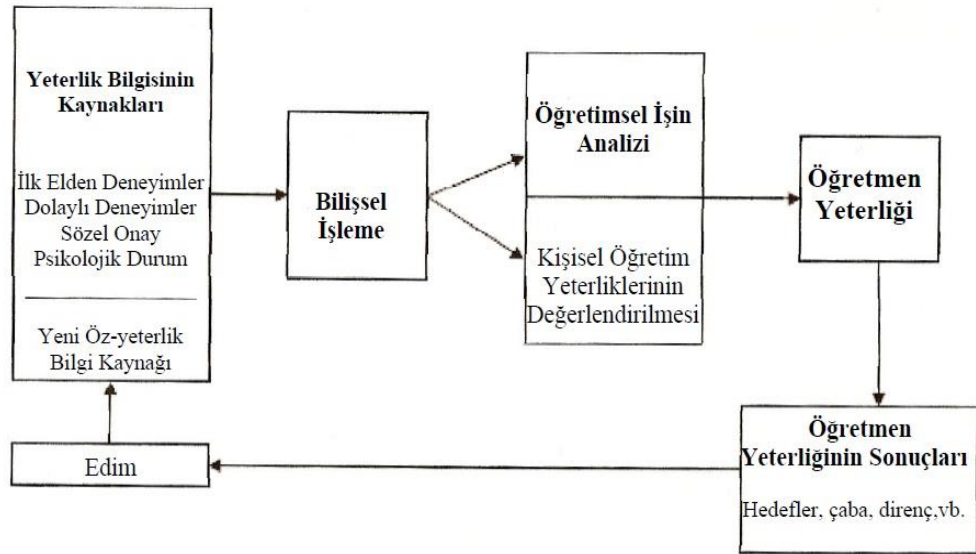 Yeterlik Bilgisinin
Kaynakları
İlk Elden Deneyimler
Dolaylı Deneyimler
Sözel Onay
Psikolojik Durum
Yeni Öz-yeterlik
Bilgi Kaynağı
Bilişsel
İşleme
Öğretimsel İşin
Analizi
Kişisel Öğretim
Yeterliklerinin
Değerlendirilmesi
Öğretmen
Yeterliği
Öğretmen
Yeterliğinin Sonuçları
Hedefler, çaba, direnç,vb.
Edim